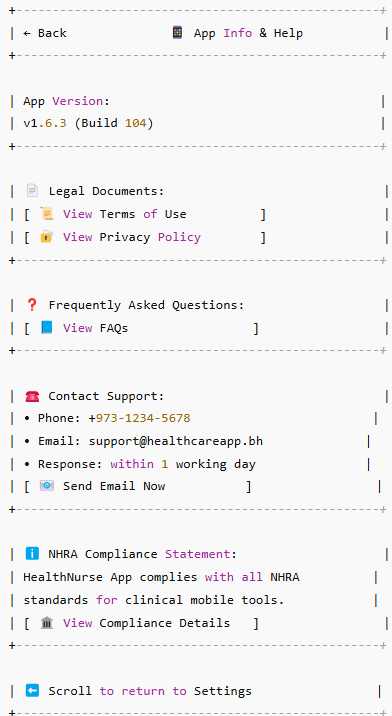 +--------------------------------------------------+
| ← Back 📱 App Info & Help |
+--------------------------------------------------+
| App Version: |
| v1.6.3 (Build 104) |
+--------------------------------------------------+
| 📄 Legal Documents: |
| [ 📜 View Terms of Use ] |
| [ 🔐 View Privacy Policy ] |
+--------------------------------------------------+
| ❓ Frequently Asked Questions: |
| [ 📘 View FAQs ] |
+--------------------------------------------------+
| ☎️ Contact Support: |
| • Phone: +973-1234-5678 |
| • Email: support@healthcareapp.bh |
| • Response: within 1 working day |
| [ 📧 Send Email Now ] |
+--------------------------------------------------+
| ℹ️ NHRA Compliance Statement: |
| HealthNurse App complies with all NHRA |
| standards for clinical mobile tools. |
| [ 🏛️ View Compliance Details ] |
+--------------------------------------------------+
| ⬅️ Scroll to return to Settings |
+--------------------------------------------------+